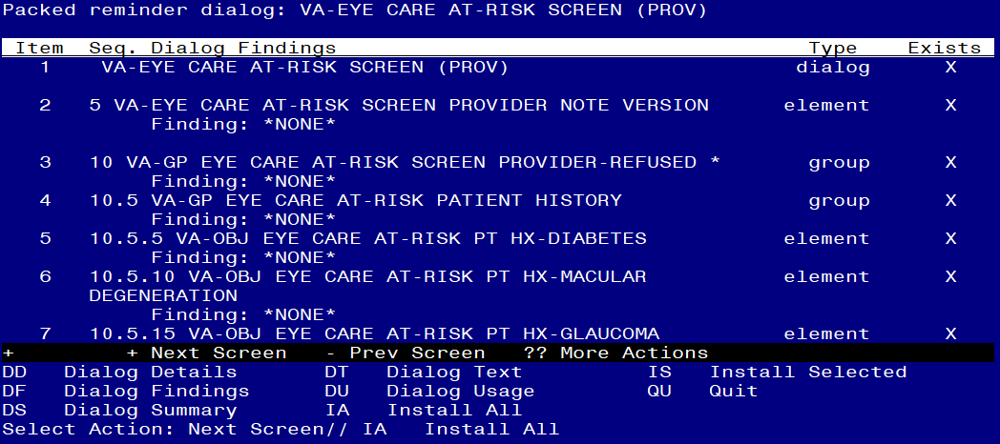 Packed reminder dialog: VA-EYE CARE AT-RISK SCREEN (PROV)
Item Seq. Dialog Findings Type Exists
1 VA-EYE CARE AT-RISK SCREEN (PROV) dialog X
2 5 VA-EYE CARE AT-RISK SCREEN PROVIDER NOTE VERSION element X
Finding: *NONE*
3 10 VA-GP EYE CARE AT-RISK SCREEN PROVIDER-REFUSED * group X
Finding: *NONE*
4 10.5 VA-GP EYE CARE AT-RISK PATIENT HISTORY group X
Finding: *NONE*
5 10.5.5 VA-OBJ EYE CARE AT-RISK PT HX-DIABETES element X
Finding: *NONE*
6 10.5.10 VA-OBJ EYE CARE AT-RISK PT HX-MACULAR element X
DEGENERATION
Finding: *NONE*
7 10.5.15 VA-OBJ EYE CARE AT-RISK PT HX-GLAUCOMA element X
+ + Next Screen - Prev Screen ?? More Actions
DD Dialog Details DT Dialog Text IS Install Selected
DF Dialog Findings DU Dialog Usage QU Quit
DS Dialog Summary IA Install All
Select Action: Next Screen// IA Install All